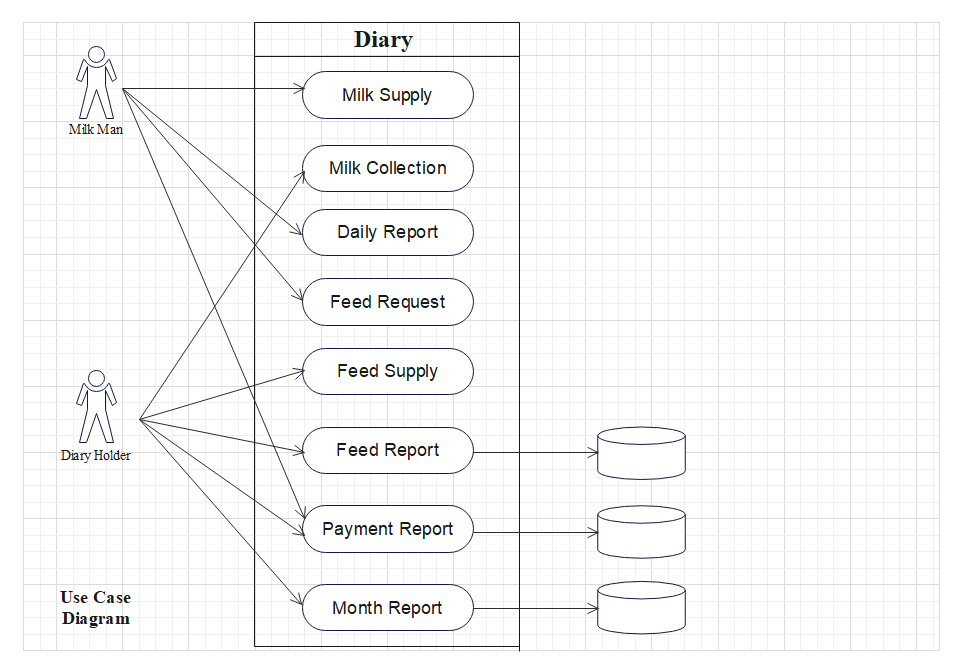 Diary
Milk Supply
Milk Man
Milk Collection
Daily Report
Feed Request
Feed Supply
Feed Report
Diary Holder
Payment Report
Month Report
Use Case
Diagram